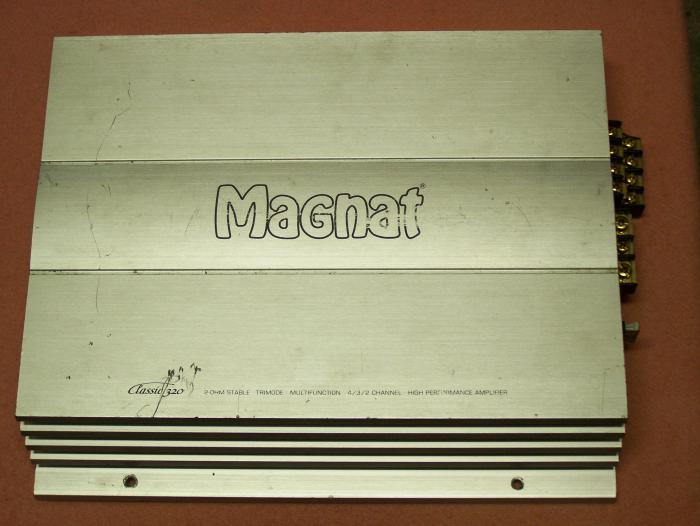 Magnat®
Classic 320 2-OHM STABLE TRIMODE MULTIFUNCTION 4/3/2 CHANNEL HIGH PERFORMANCE AMPLIFIER